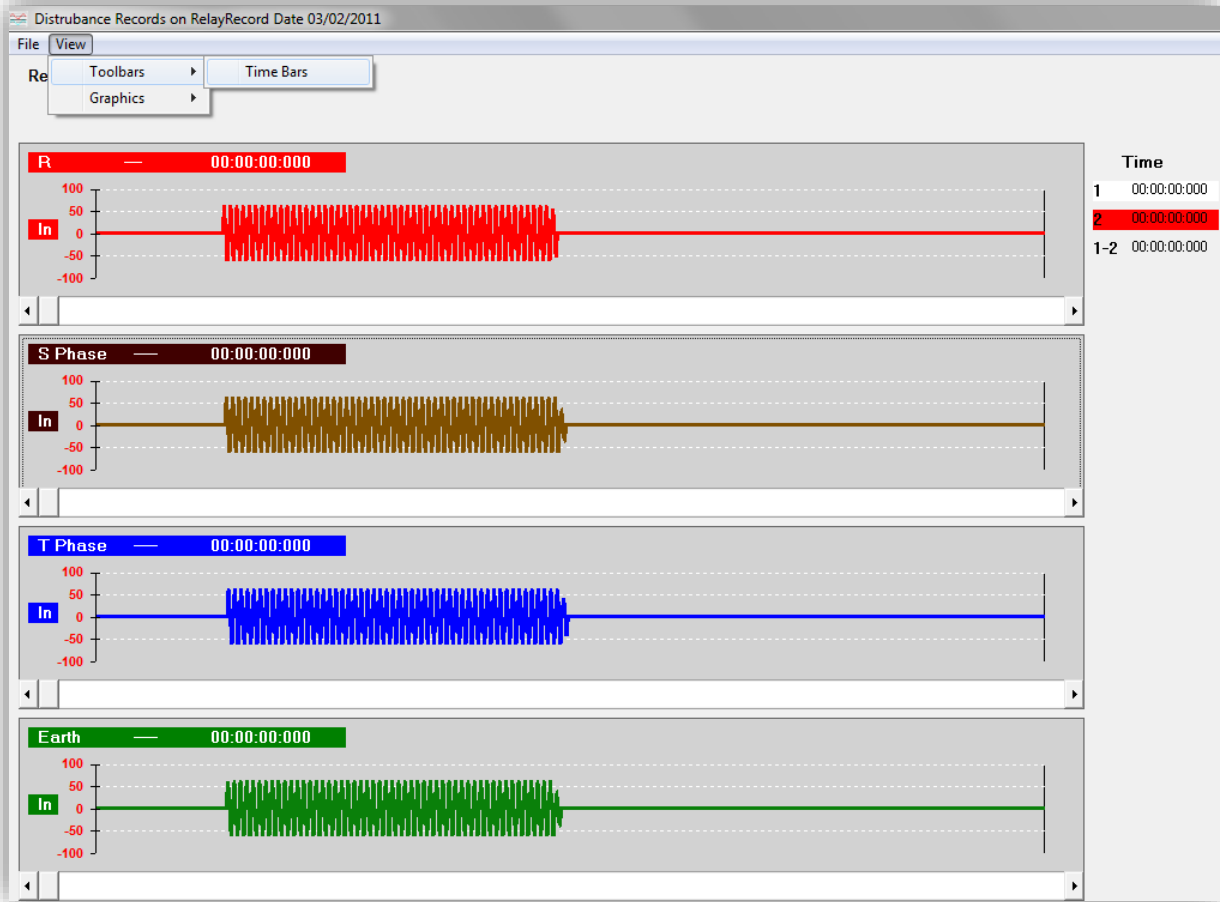 Distrubance Records on RelayRecord Date 03/02/2011
File View
Re
Toolbars
Time Bars
Graphics
R — 00:00:00:000
100
50
In
0
-50
-100
S Phase — 00:00:00:000
100
50
In
0
-50
-100
T Phase — 00:00:00:000
100
50
In
0
-50
-100
Earth — 00:00:00:000
100
50
In
0
-50
-100
Time
1 00:00:00:000
2 00:00:00:000
1-2 00:00:00:000